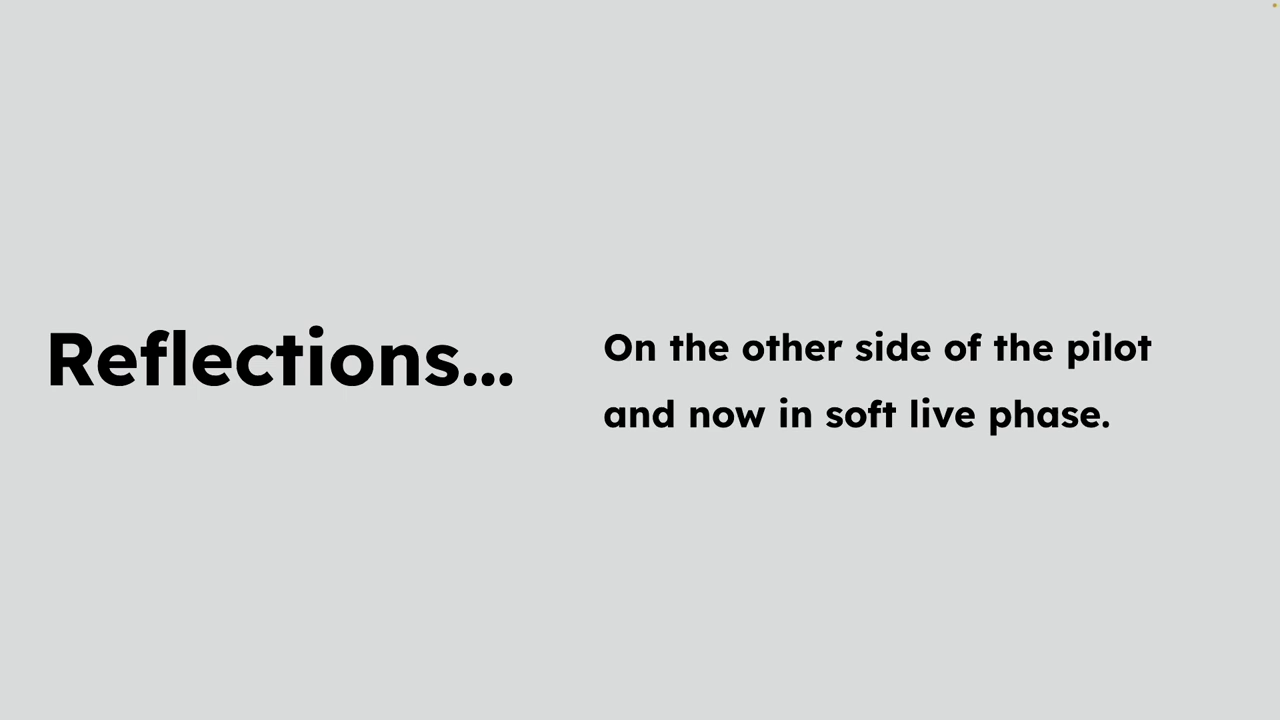 Reflections...
On the other side of the pilot
and now in soft live phase.